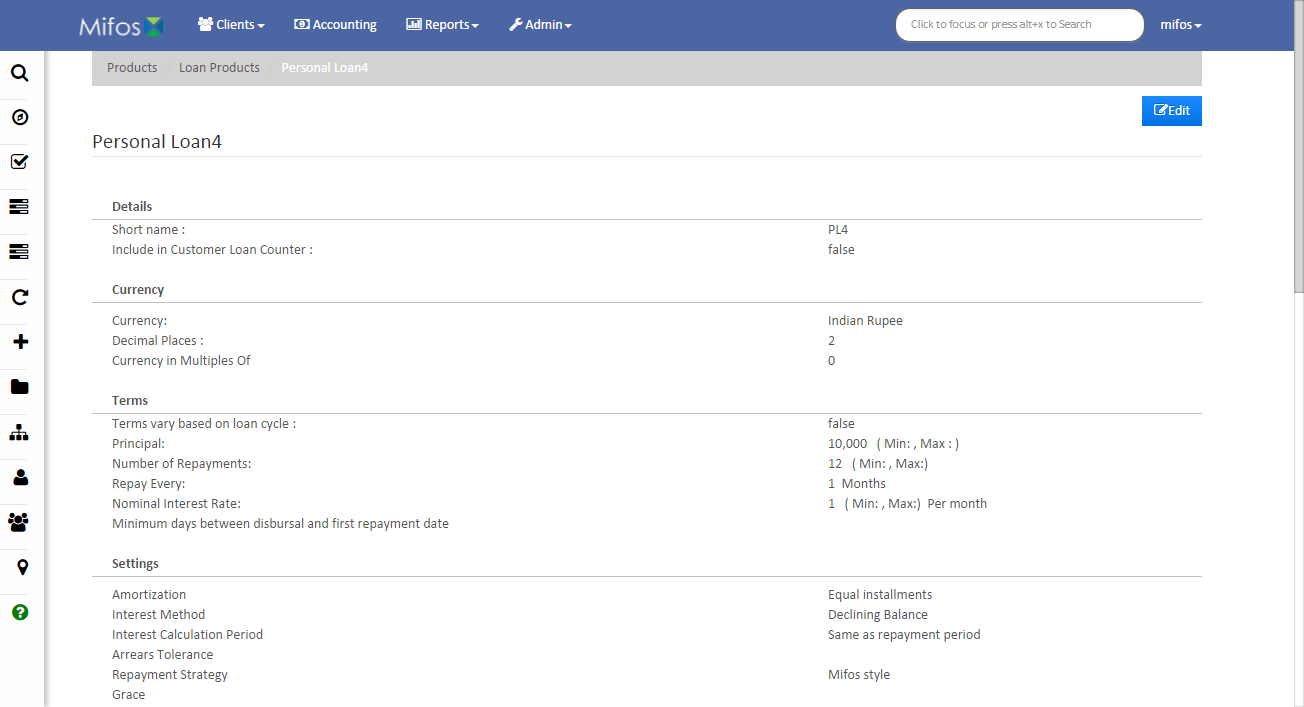 Mifos Clients Accounting Reports Admin Click to focus or press alt+x to Search mifos
Products / Loan Products / Personal Loan4
Edit
Personal Loan4
Details
Short name : PL4
Include in Customer Loan Counter : false
Currency
Currency: Indian Rupee
Decimal Places : 2
Currency in Multiples Of 0
Terms
Terms vary based on loan cycle : false
Principal: 10,000 ( Min: , Max : )
Number of Repayments: 12 ( Min: , Max:)
Repay Every: 1 Months
Nominal Interest Rate: 1 ( Min: , Max:) Per month
Minimum days between disbursal and first repayment date
Settings
Amortization Equal installments
Interest Method Declining Balance
Interest Calculation Period Same as repayment period
Arrears Tolerance
Repayment Strategy Mifos style
Grace